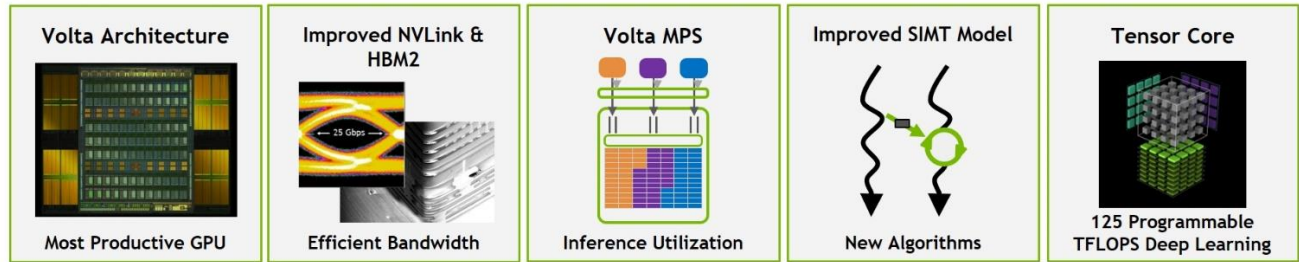 Volta Architecture
Most Productive GPU
Improved NVLink &
HBM2
25 Gbps
Efficient Bandwidth
Volta MPS
Inference Utilization
Improved SIMT Model
New Algorithms
Tensor Core
125 Programmable
TFLOPS Deep Learning